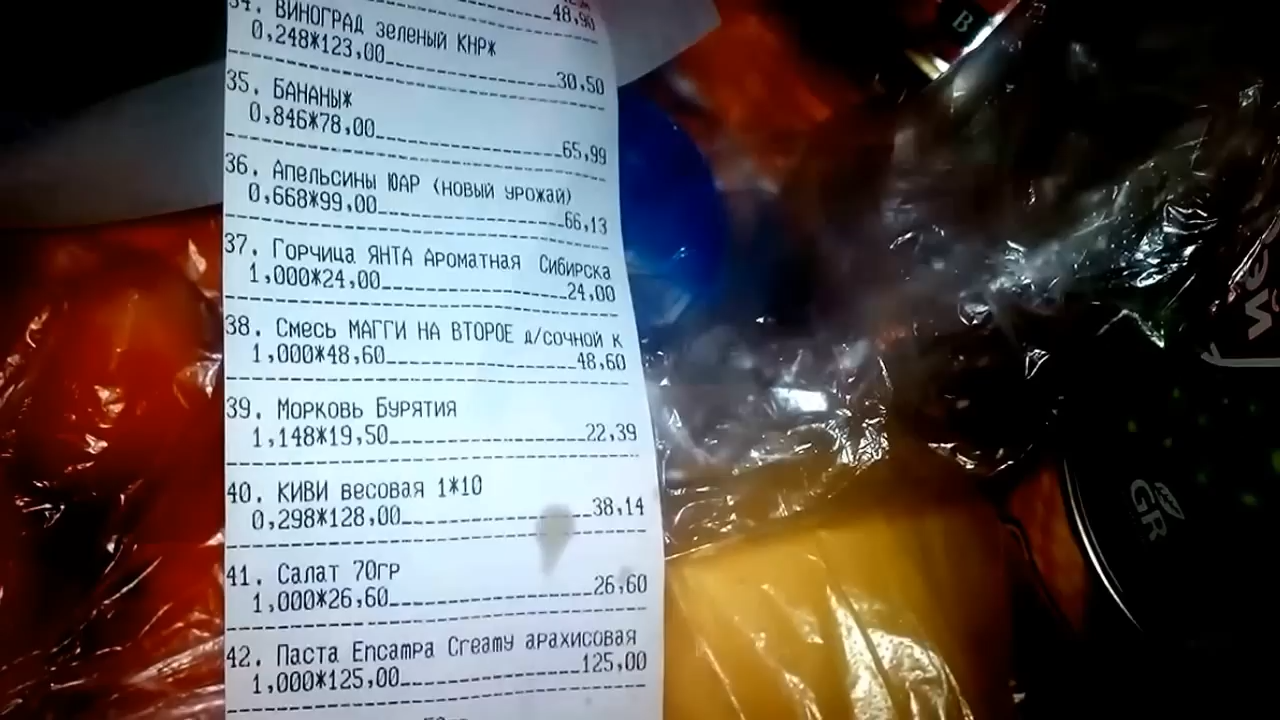 48,90
34. ВИНОГРАД зеленый КНР*
0,248*123,00 30,50
35. БАНАНЫ*
0,846*78,00 65,99
36. Апельсины ЮАР (новый урожай)
0,668*99,00 66,13
37. Горчица ЯНТА Ароматная Сибирска
1,000*24,00 24,00
38. Смесь МАГГИ НА ВТОРОЕ д/сочной к
1,000*48,60 48,60
39. Морковь Бурятия
1,148*19,50 22,39
40. КИВИ весовая 1*10
0,298*128,00 38,14
41. Салат 70гр
1,000*26,60 26,60
42. Паста Enсамра Creamy арахисовая
1,000*125,00 125,00
B
GR